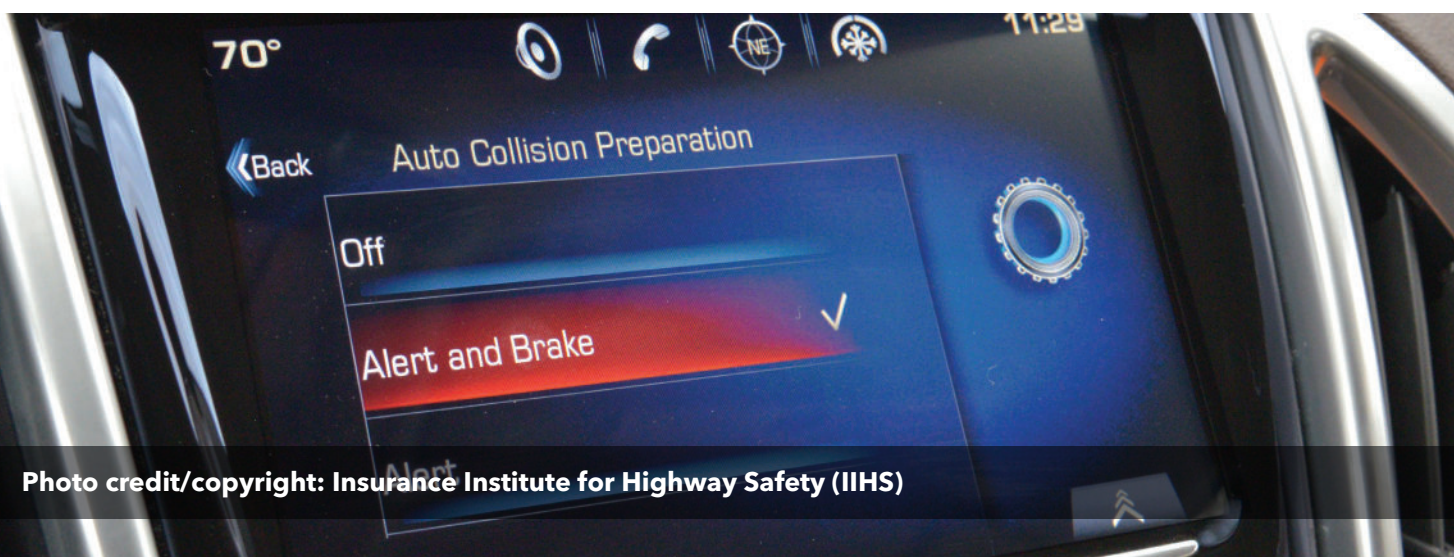 70°
NE
11:29
Back
Auto Collision Preparation
Off
Alert and Brake
Alert
Photo credit/copyright: Insurance Institute for Highway Safety (IIHS)